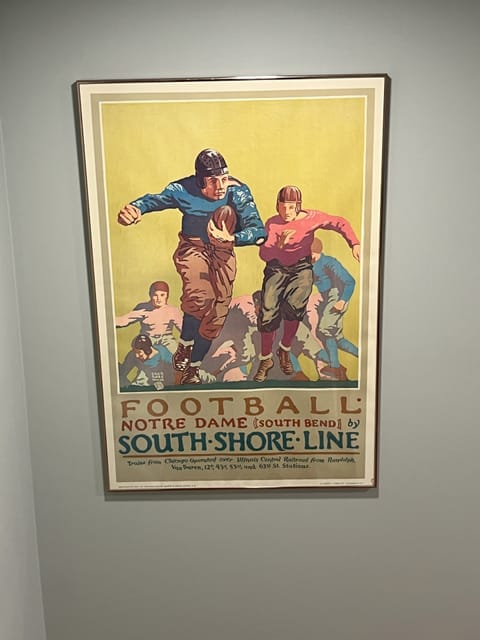 FOOTBALL
NOTRE DAME (SOUTH BEND) by
SOUTH·SHORE·LINE
Trains from Chicago Operated over Illinois Central Railroad from Randolph,
Van Buren, 12th, 43rd, 53rd, and 63rd St. Stations.